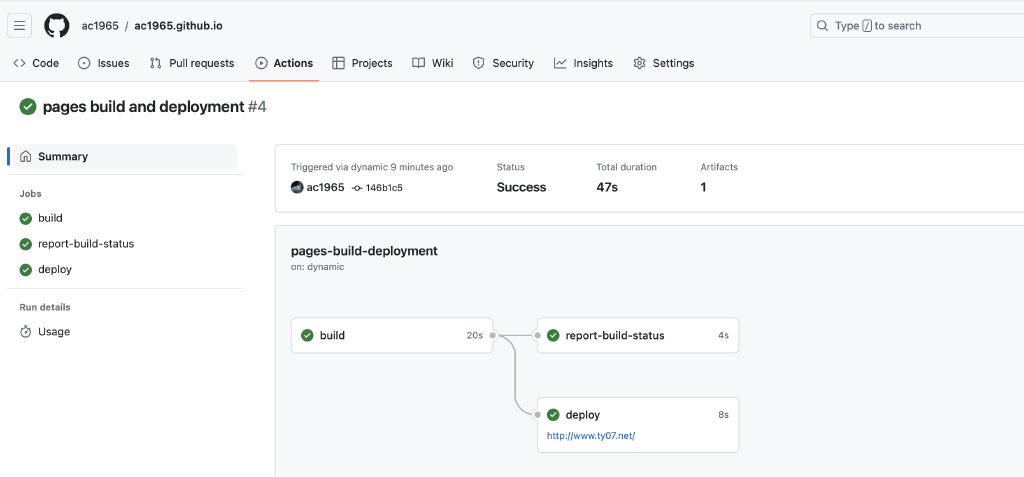 ac1965 / ac1965.github.io
Type / to search
Code Issues Pull requests Actions Projects Wiki Security Insights Settings
pages build and deployment #4
Summary
Jobs
build
report-build-status
deploy
Run details
Usage
Triggered via dynamic 9 minutes ago
ac1965 146b1c5
Status
Success
Total duration
47s
Artifacts
1
pages-build-deployment
on: dynamic
build 20s
report-build-status 4s
deploy 8s
http://www.ty07.net/